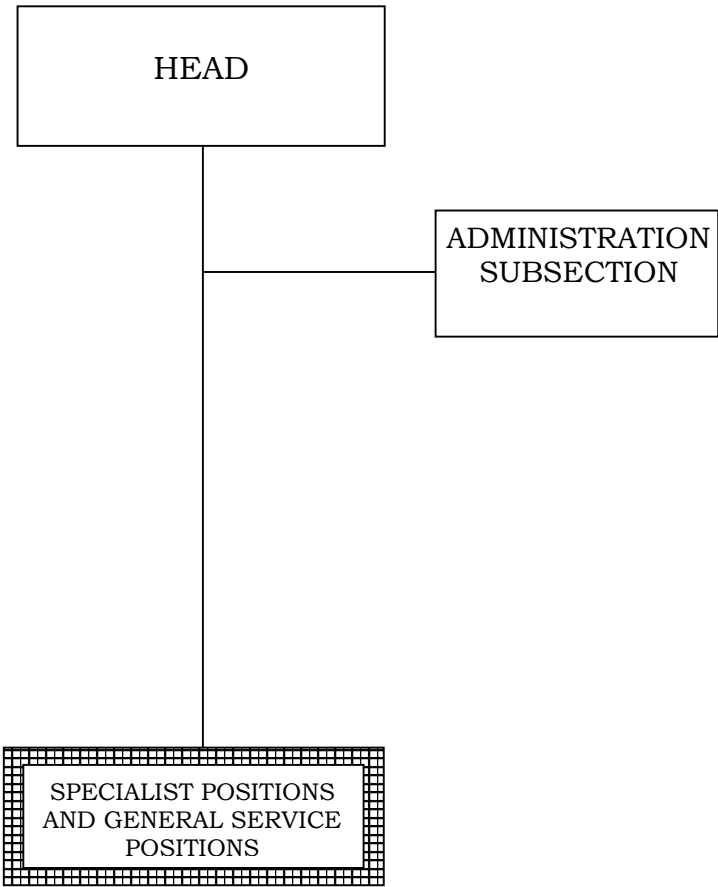 HEAD
ADMINISTRATION
SUBSECTION
SPECIALIST POSITIONS
AND GENERAL SERVICE
POSITIONS